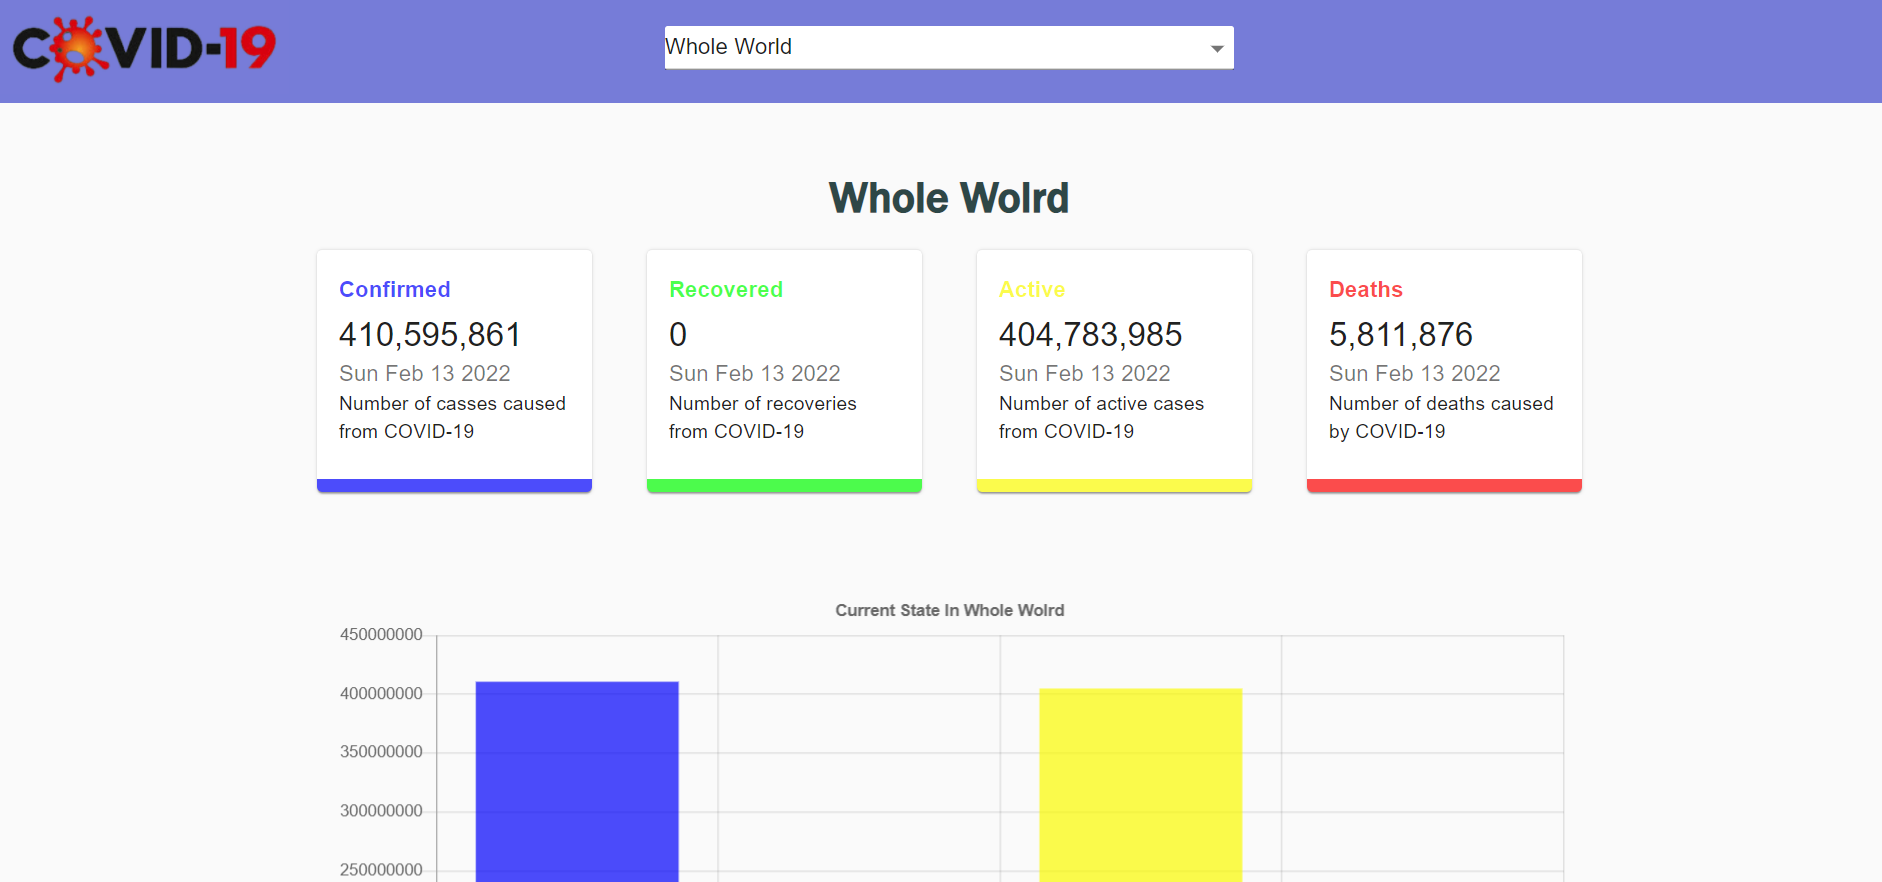 COVID-19
Whole World
Whole Wolrd
Confirmed
410,595,861
Sun Feb 13 2022
Number of casses caused
from COVID-19
Recovered
0
Sun Feb 13 2022
Number of recoveries
from COVID-19
Active
404,783,985
Sun Feb 13 2022
Number of active cases
from COVID-19
Deaths
5,811,876
Sun Feb 13 2022
Number of deaths caused
by COVID-19
Current State In Whole Wolrd
450000000
400000000
350000000
300000000
250000000